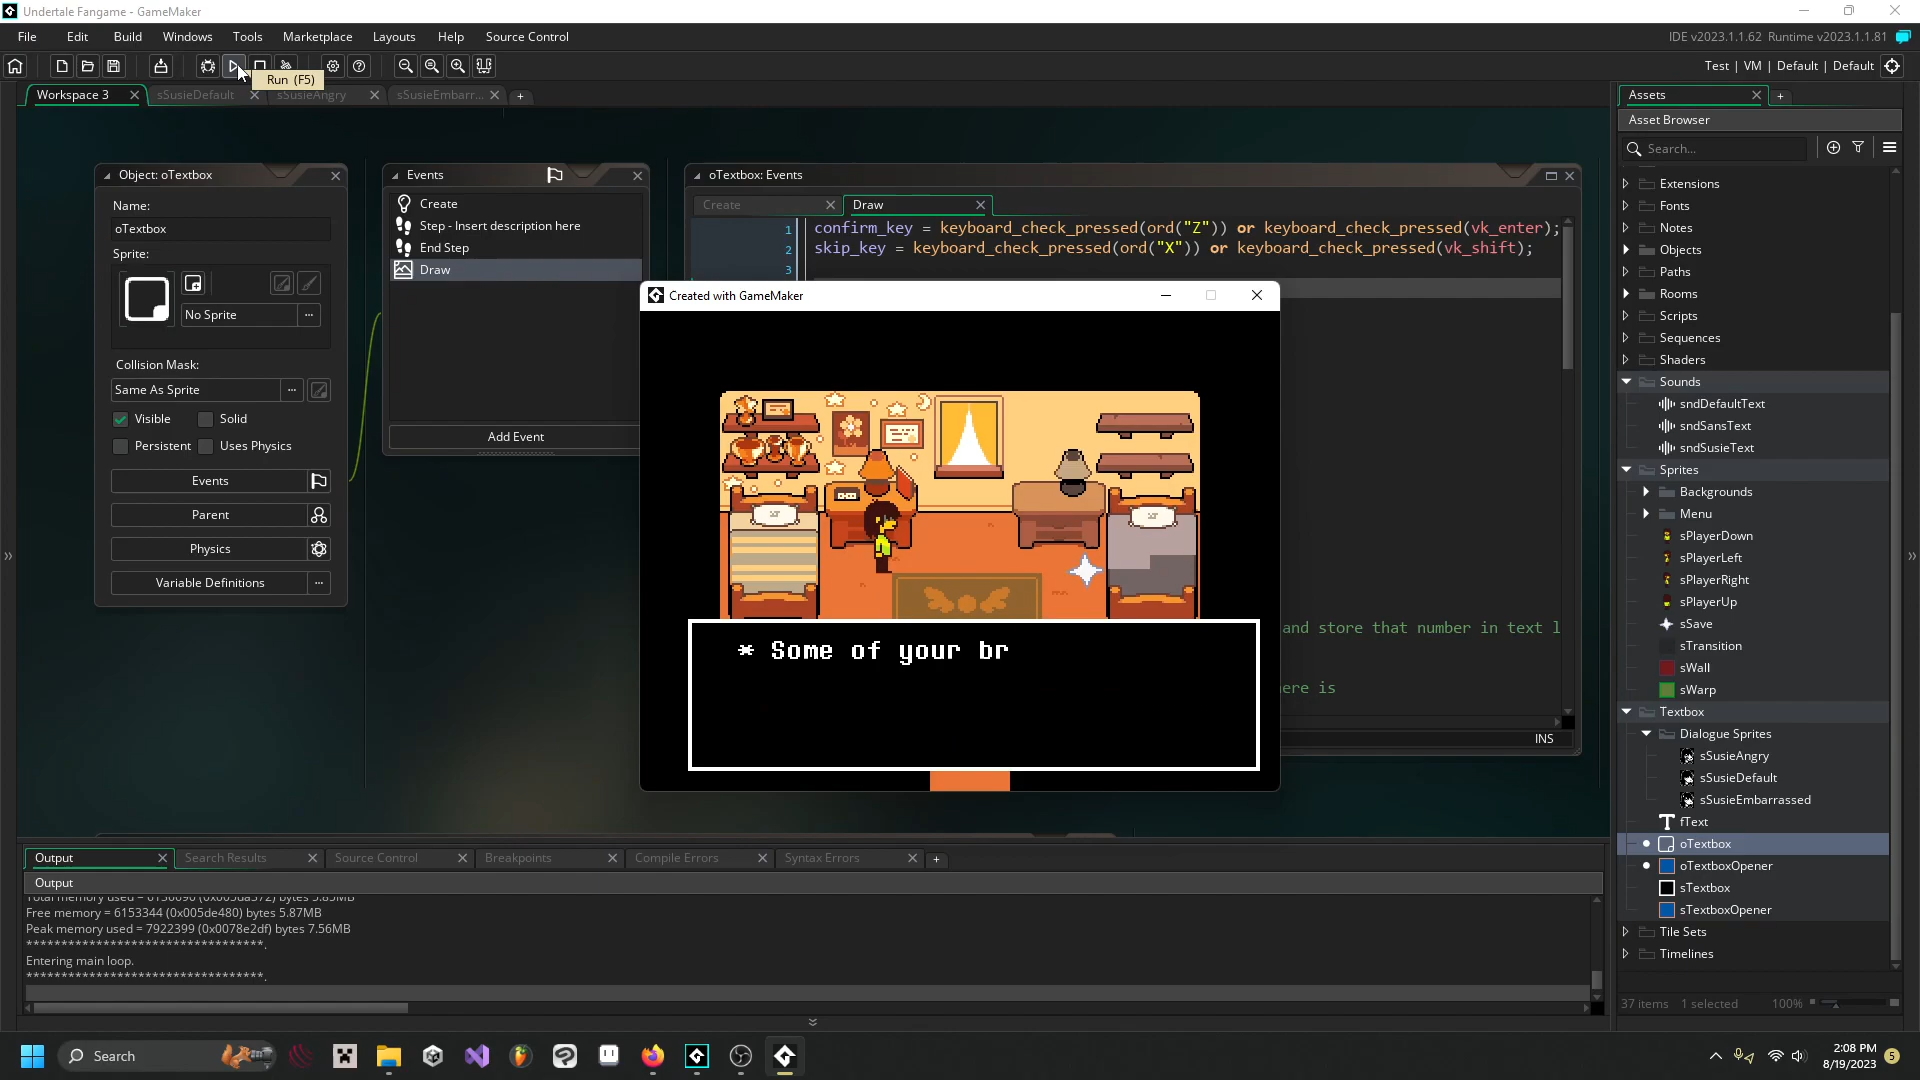 Undertale Fangame - GameMaker
File Edit Build Windows Tools Marketplace Layouts Help Source Control
IDE v2023.1.1.62 Runtime v2023.1.1.81
Run (F5)
Test | VM | Default | Default
Workspace 3 sSusieDefault sSusieAngry sSusieEmbarr...
Assets
Asset Browser
Search...
Object: oTextbox
Name:
oTextbox
Sprite:
No Sprite
Collision Mask:
Same As Sprite
Visible Solid
Persistent Uses Physics
Events
Parent
Physics
Variable Definitions
Events
Create
Step - Insert description here
End Step
Draw
Add Event
oTextbox: Events
Create Draw
1 confirm_key = keyboard_check_pressed(ord("Z")) or keyboard_check_pressed(vk_enter);
2 skip_key = keyboard_check_pressed(ord("X")) or keyboard_check_pressed(vk_shift);
3
and store that number in text l
ere is
INS
Created with GameMaker
* Some of your br
Extensions
Fonts
Notes
Objects
Paths
Rooms
Scripts
Sequences
Shaders
Sounds
sndDefaultText
sndSansText
sndSusieText
Sprites
Backgrounds
Menu
sPlayerDown
sPlayerLeft
sPlayerRight
sPlayerUp
sSave
sTransition
sWall
sWarp
Textbox
Dialogue Sprites
sSusieAngry
sSusieDefault
sSusieEmbarrassed
fText
oTextbox
oTextboxOpener
sTextbox
sTextboxOpener
Tile Sets
Timelines
37 items 1 selected 100%
Output Search Results Source Control Breakpoints Compile Errors Syntax Errors
Output
Free memory = 6153344 (0x005de480) bytes 5.87MB
Peak memory used = 7922399 (0x0078e2df) bytes 7.56MB
**********************************.
Entering main loop.
**********************************.
Search
2:08 PM
8/19/2023
5